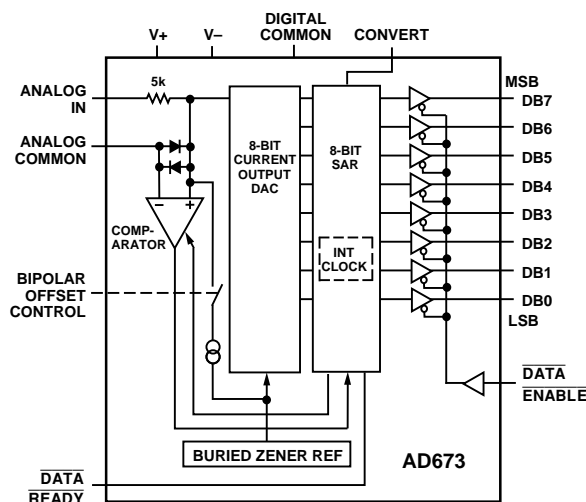 V+
V–
DIGITAL
COMMON
CONVERT
ANALOG
IN
5k
MSB
DB7
ANALOG
COMMON
8-BIT
CURRENT
OUTPUT
DAC
8-BIT
SAR
DB6
DB5
DB4
DB3
DB2
DB1
DB0
LSB
–
+
COMP-
ARATOR
INT
CLOCK
BIPOLAR
OFFSET
CONTROL
DATA
ENABLE
BURIED ZENER REF
AD673
DATA
READY